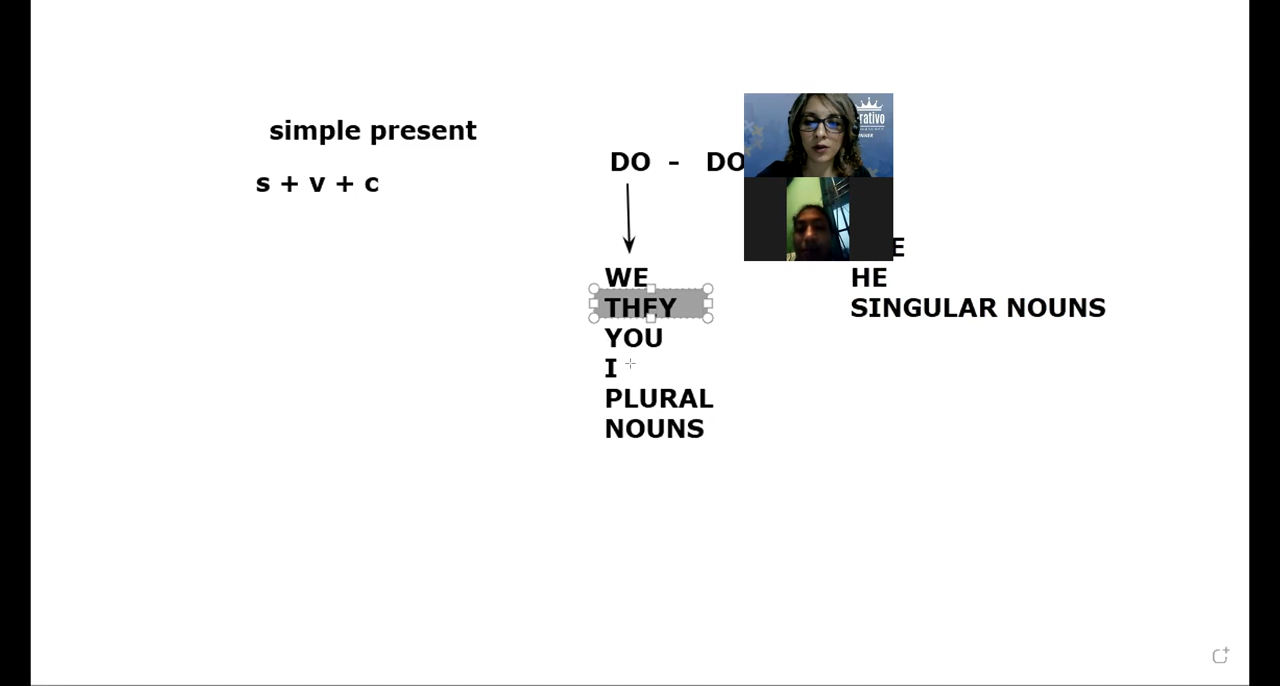 simple present
s + v + c
DO - DO
WE
THEY
YOU
I
PLURAL
NOUNS
HE
SINGULAR NOUNS